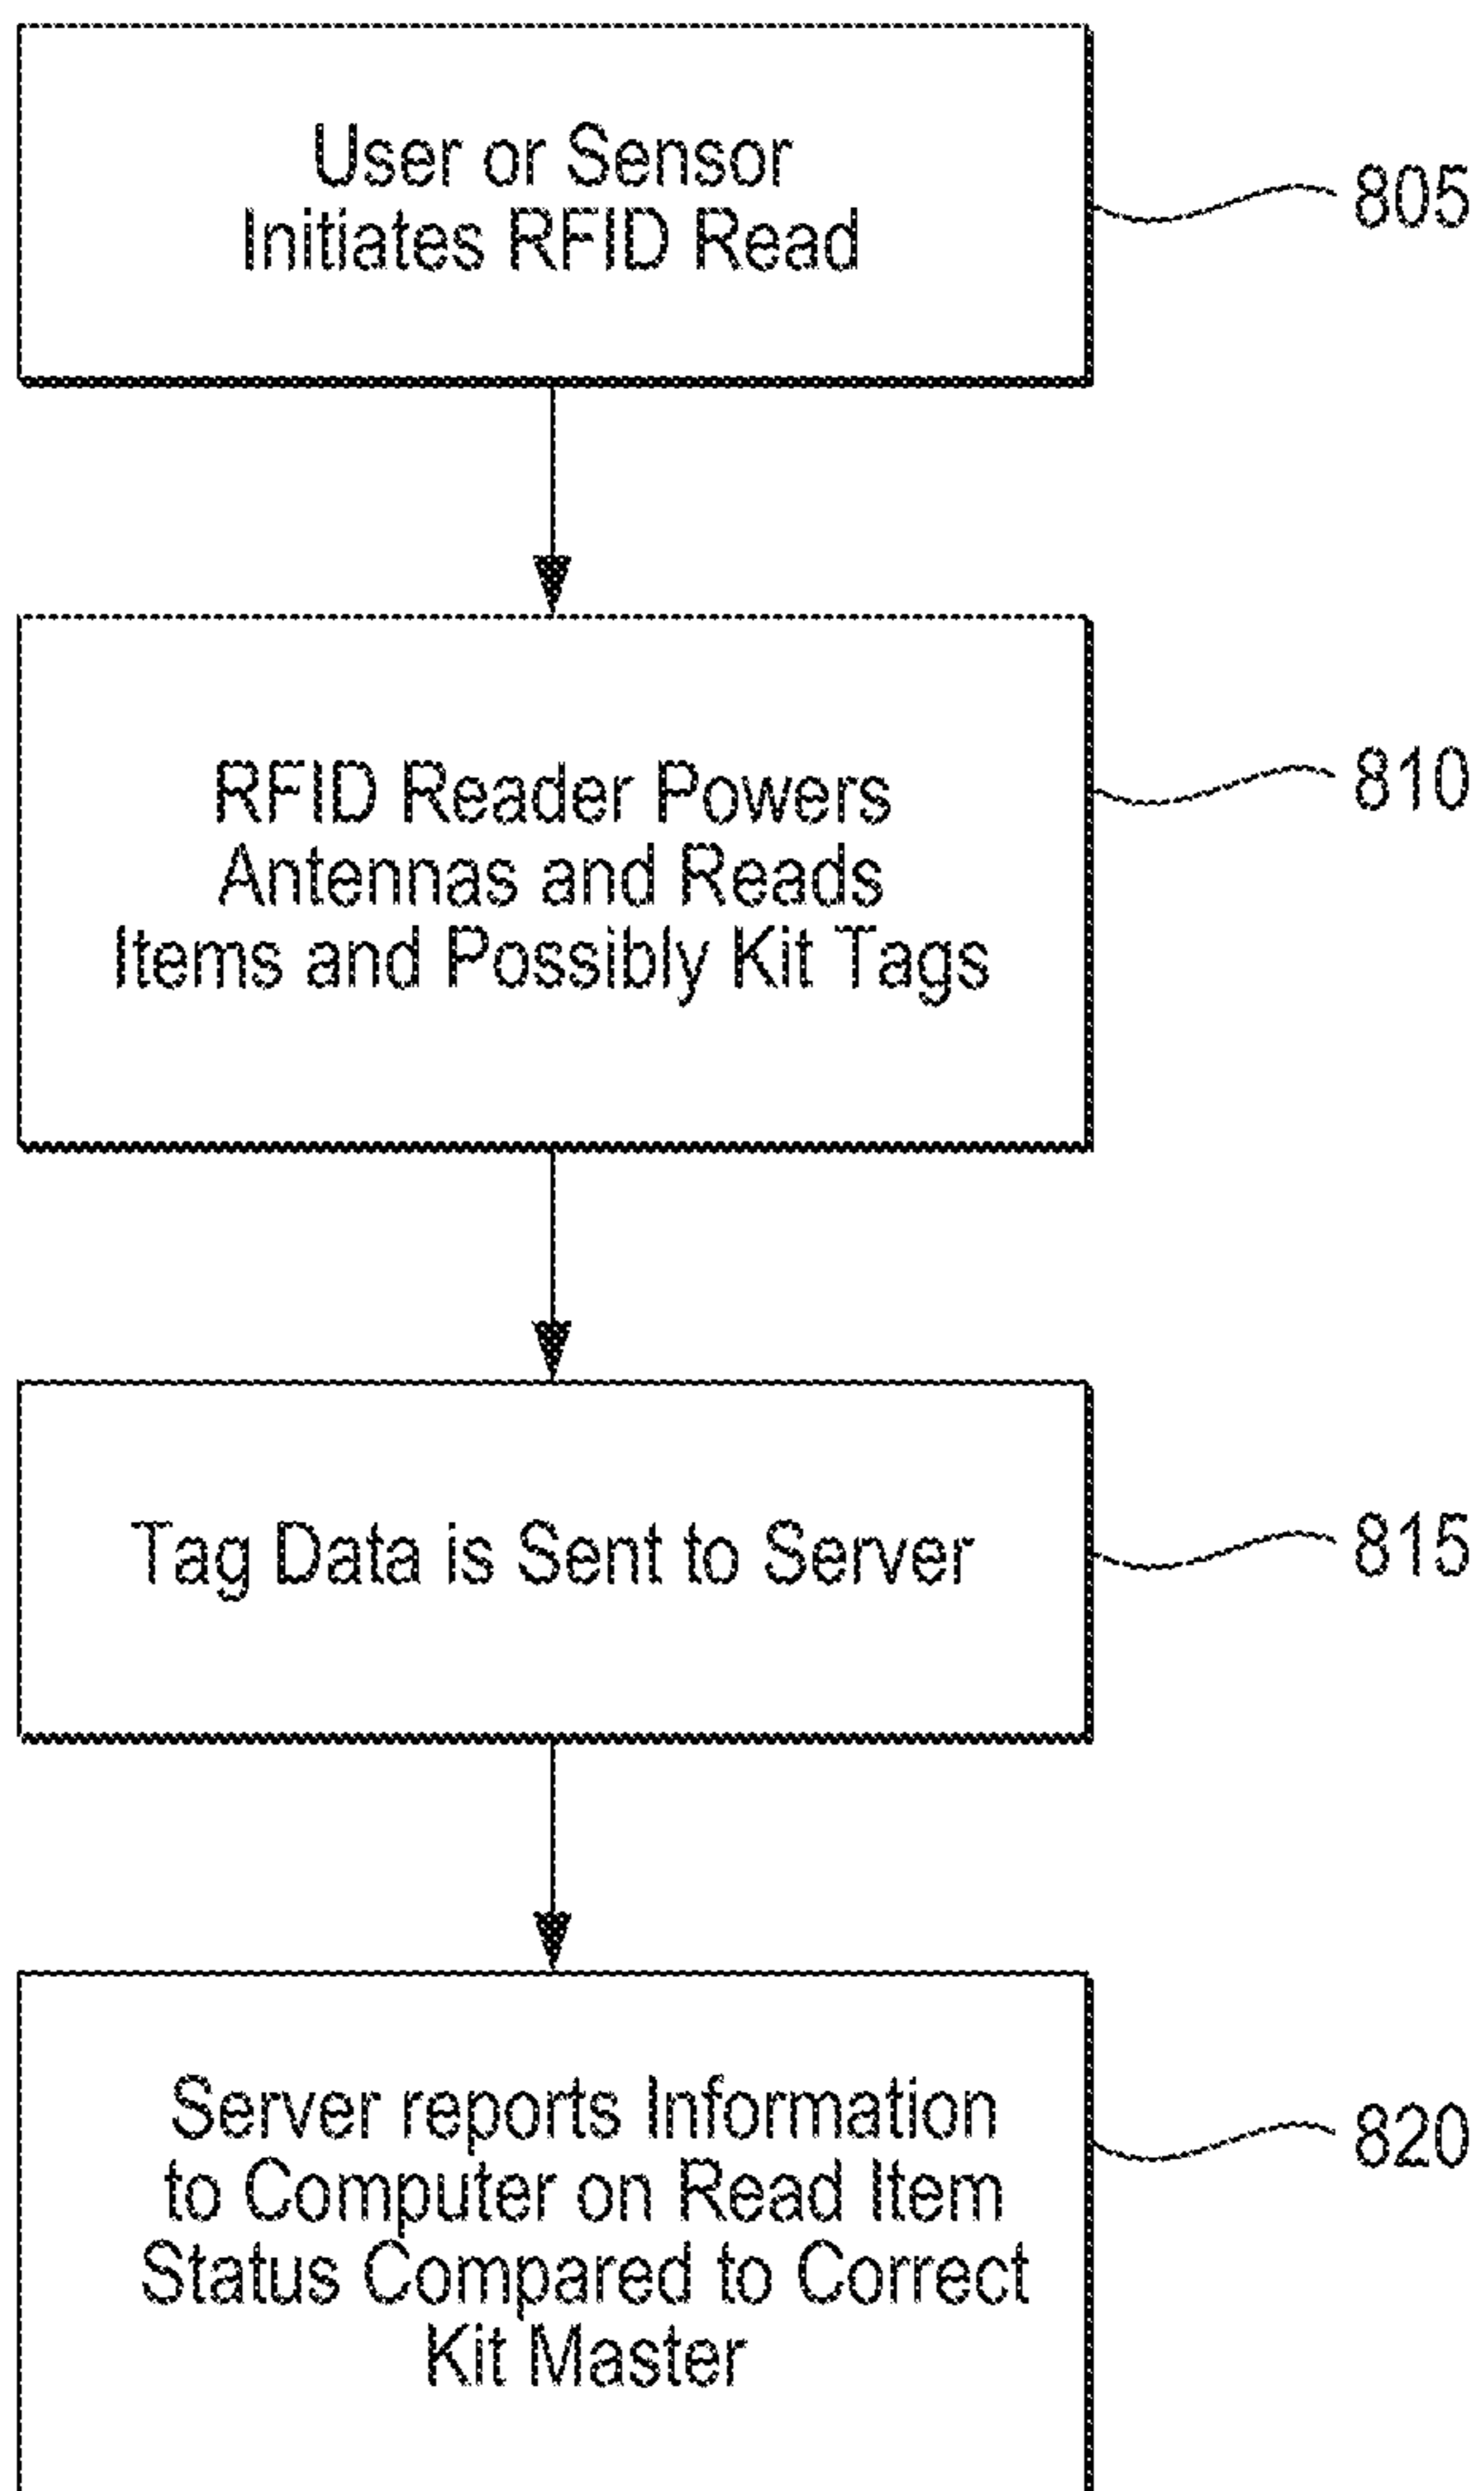 User or Sensor
Initiates RFID Read
805
RFID Reader Powers
Antennas and Reads
Items and Possibly Kit Tags
810
Tag Data is Sent to Server
815
Server reports Information
to Computer on Read Item
Status Compared to Correct
Kit Master
820